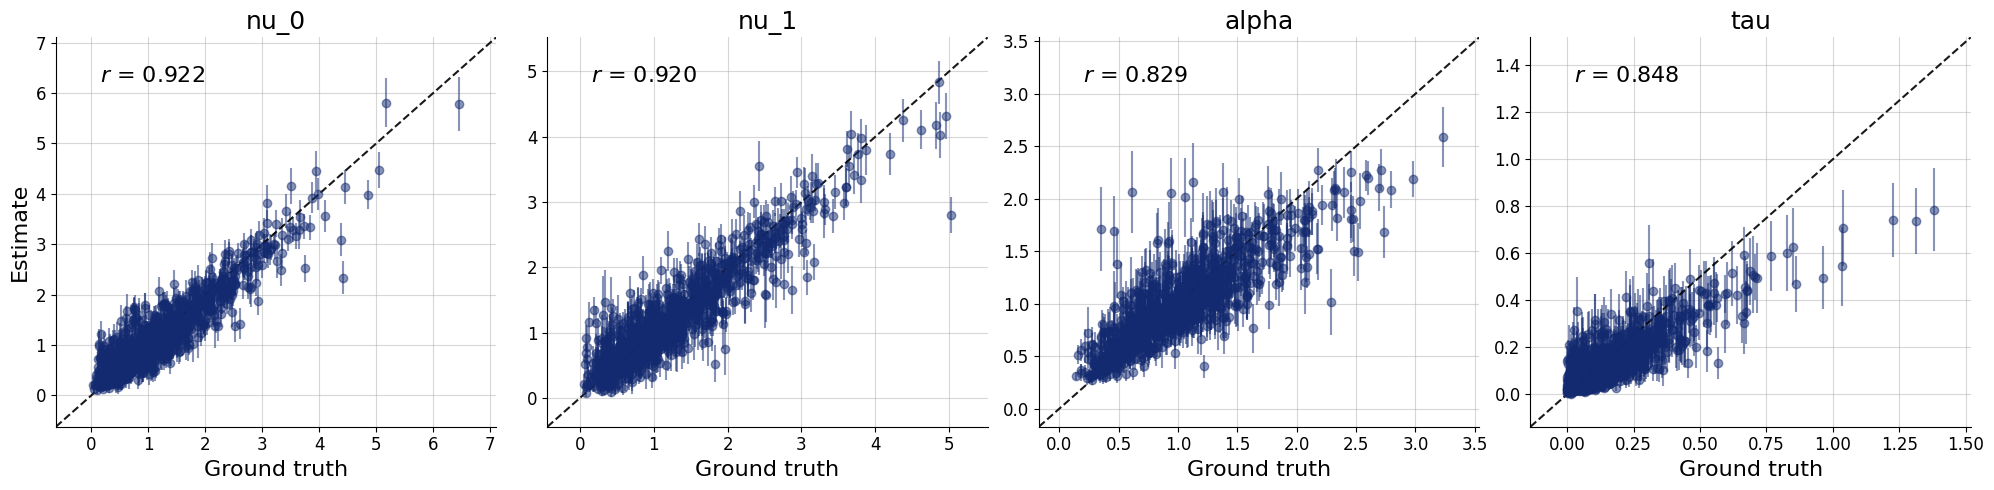 nu_0
r = 0.922
7
6
5
4
3
2
1
0
Estimate
0 1 2 3 4 5 6 7
Ground truth
nu_1
r = 0.920
5
4
3
2
1
0
0 1 2 3 4 5
Ground truth
alpha
r = 0.829
3.5
3.0
2.5
2.0
1.5
1.0
0.5
0.0
0.0 0.5 1.0 1.5 2.0 2.5 3.0 3.5
Ground truth
tau
r = 0.848
1.4
1.2
1.0
0.8
0.6
0.4
0.2
0.0
0.00 0.25 0.50 0.75 1.00 1.25 1.50
Ground truth